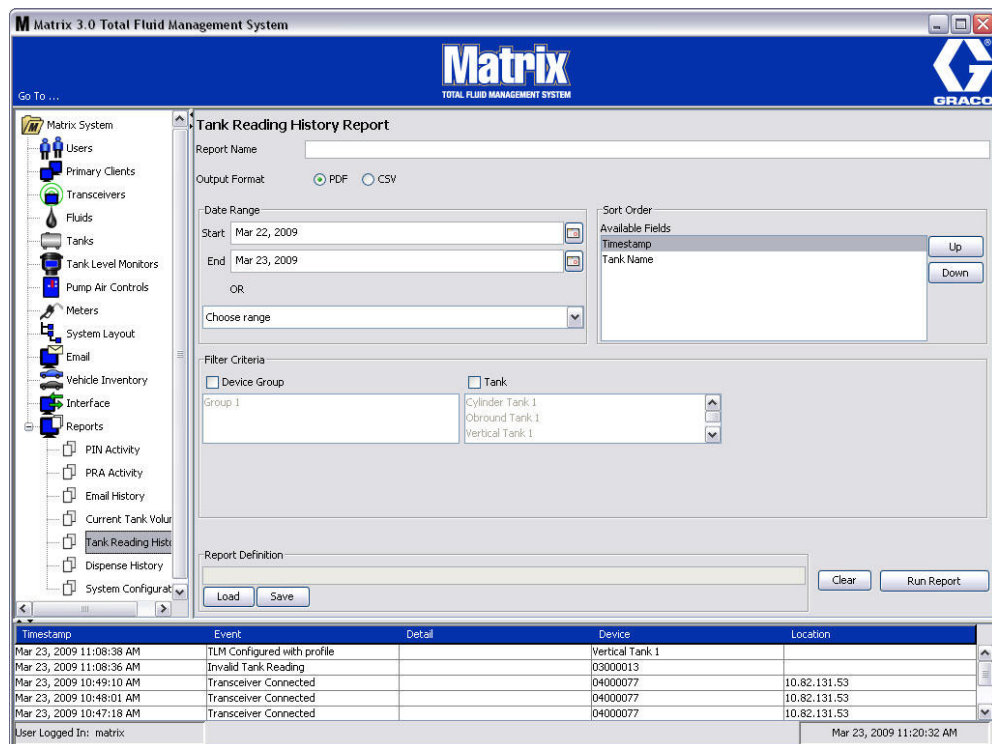 M Matrix 3.0 Total Fluid Management System
Matrix
TOTAL FLUID MANAGEMENT SYSTEM
GRACO
Go To ...
Matrix System
Users
Primary Clients
Transceivers
Fluids
Tanks
Tank Level Monitors
Pump Air Controls
Meters
System Layout
Email
Vehicle Inventory
Interface
Reports
PIN Activity
PRA Activity
Email History
Current Tank Volur
Tank Reading Histo
Dispense History
System Configurat
Tank Reading History Report
Report Name
Output Format PDF CSV
Date Range
Start Mar 22, 2009
End Mar 23, 2009
OR
Choose range
Sort Order
Available Fields
Timestamp
Tank Name
Up
Down
Filter Criteria
Device Group Tank
Group 1
Cylinder Tank 1
Obround Tank 1
Vertical Tank 1
Report Definition
Load Save
Clear Run Report
Timestamp Event Detail Device Location
Mar 23, 2009 11:08:38 AM TLM Configured with profile Vertical Tank 1
Mar 23, 2009 11:08:36 AM Invalid Tank Reading 03000013
Mar 23, 2009 10:49:10 AM Transceiver Connected 04000077 10.82.131.53
Mar 23, 2009 10:48:01 AM Transceiver Connected 04000077 10.82.131.53
Mar 23, 2009 10:47:18 AM Transceiver Connected 04000077 10.82.131.53
User Logged In: matrix Mar 23, 2009 11:20:32 AM